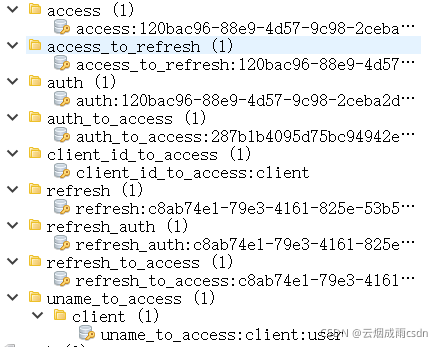 access (1)
access:120bac96-88e9-4d57-9c98-2ceba…
access_to_refresh (1)
access_to_refresh:120bac96-88e9-4d57…
auth (1)
auth:120bac96-88e9-4d57-9c98-2ceba2d…
auth_to_access (1)
auth_to_access:287b1b4095d75bc94942e…
client_id_to_access (1)
client_id_to_access:client
refresh (1)
refresh:c8ab74e1-79e3-4161-825e-53b5…
refresh_auth (1)
refresh_auth:c8ab74e1-79e3-4161-825e…
refresh_to_access (1)
refresh_to_access:c8ab74e1-79e3-4161…
uname_to_access (1)
client (1)
uname_to_access:client:user
CSDN @云烟成雨csdn